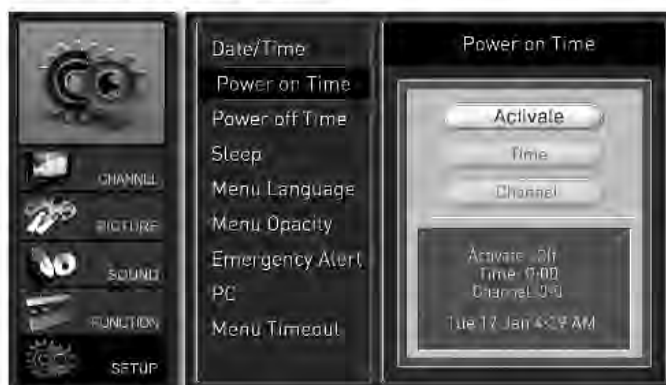 CHANNEL
PICTURE
SOUND
FUNCTION
SETUP
Date/Time
Power on Time
Power off Time
Sleep
Menu Language
Menu Opacity
Emergency Alert
PC
Menu Timeout
Power on Time
Activate
Time
Channel
Activate: Off
Time: 0:00
Channel: 0-0
Tue 17 Jan 4:29 AM